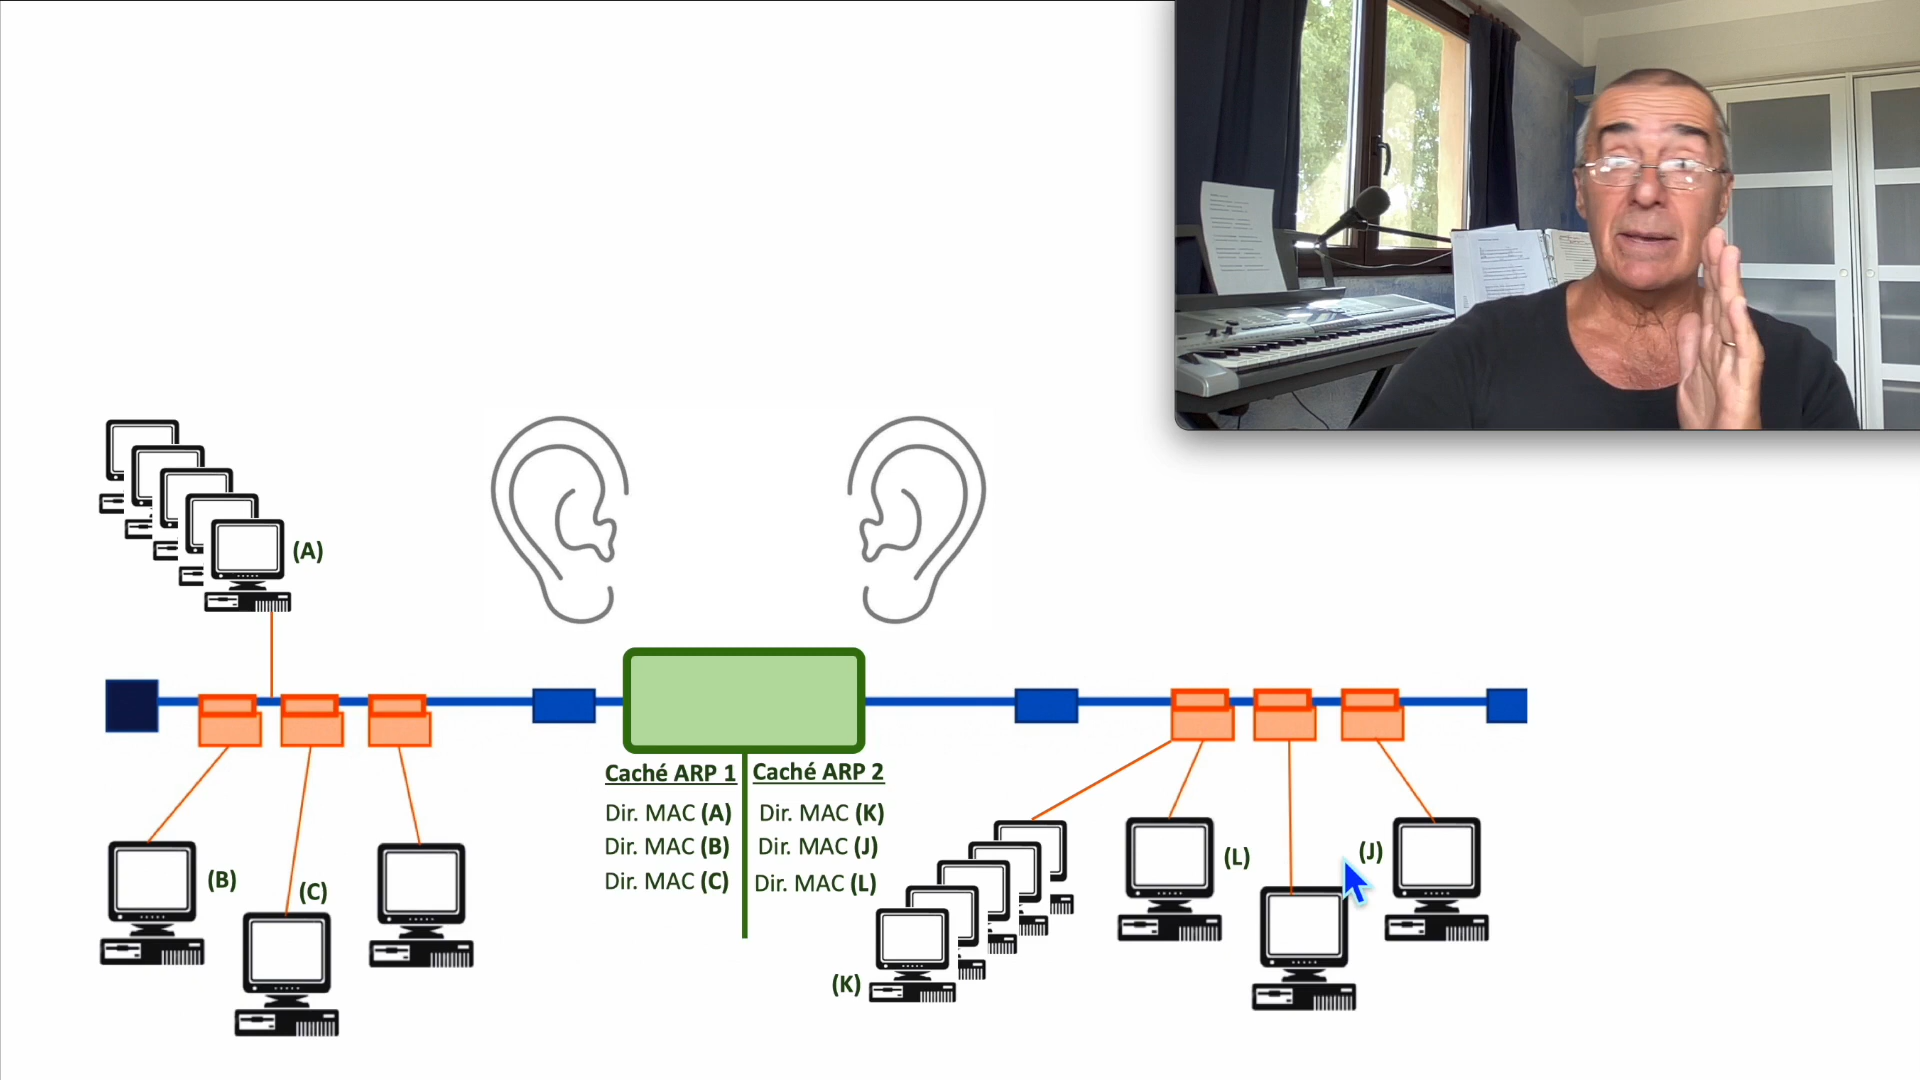 (A)
Caché ARP 1
Caché ARP 2
Dir. MAC (A)
Dir. MAC (K)
Dir. MAC (B)
Dir. MAC (J)
Dir. MAC (C)
Dir. MAC (L)
(B)
(C)
(L)
(J)
(K)